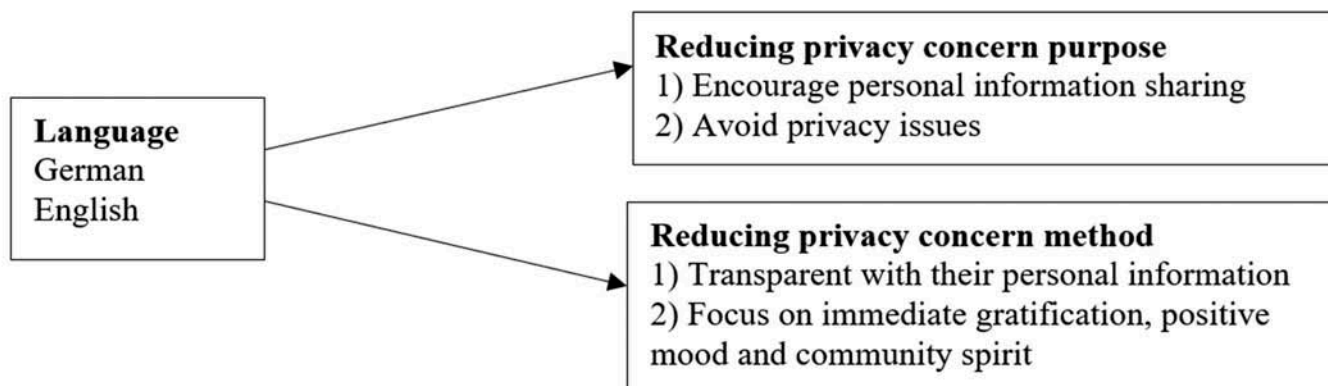 Language
German
English
Reducing privacy concern purpose
1) Encourage personal information sharing
2) Avoid privacy issues
Reducing privacy concern method
1) Transparent with their personal information
2) Focus on immediate gratification, positive
mood and community spirit